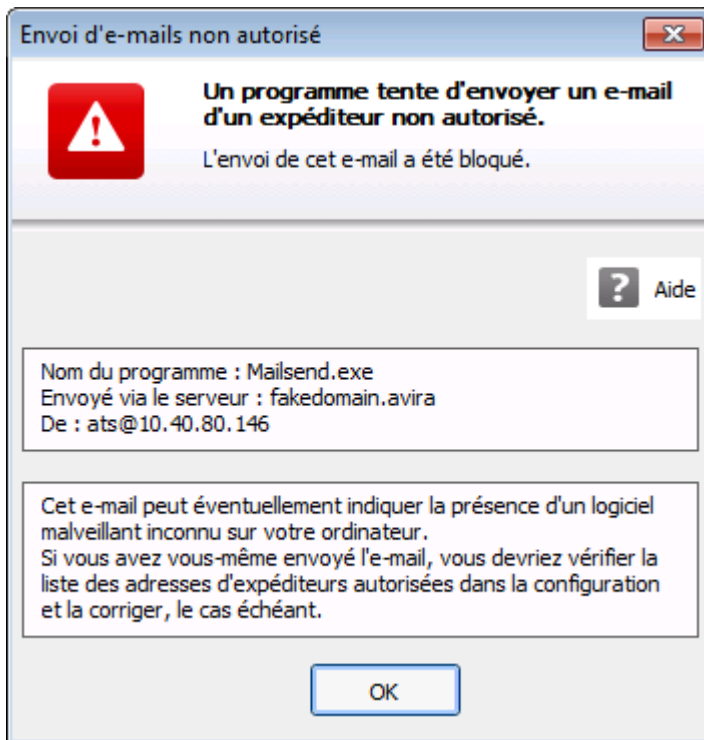 Envoi d'e-mails non autorisé
Un programme tente d'envoyer un e-mail
d'un expéditeur non autorisé.
L'envoi de cet e-mail a été bloqué.
? Aide
Nom du programme : Mailsend.exe
Envoyé via le serveur : fakedomain.avira
De : ats@10.40.80.146
Cet e-mail peut éventuellement indiquer la présence d'un logiciel
malveillant inconnu sur votre ordinateur.
Si vous avez vous-même envoyé l'e-mail, vous devriez vérifier la
liste des adresses d'expéditeurs autorisées dans la configuration
et la corriger, le cas échéant.
OK